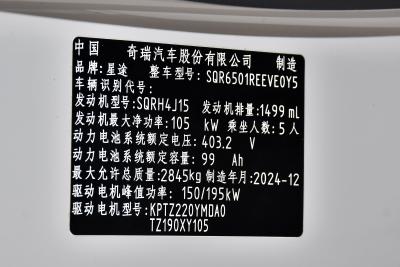 中国 奇瑞汽车股份有限公司 制造
品牌：星途 整车型号：SQR6501REEVE0Y5
车辆识别代号：
发动机型号：SQRH4J15 发动机排量：1499 mL
发动机最大净功率：105 kW 乘坐人数：5人
动力电池系统额定电压：403.2 V
动力电池系统额定容量：99 Ah
最大允许总质量：2845kg 制造年月：2024-12
驱动电机峰值功率：150/195kW
驱动电机型号：KPTZ220YMDA0
TZ190XY105